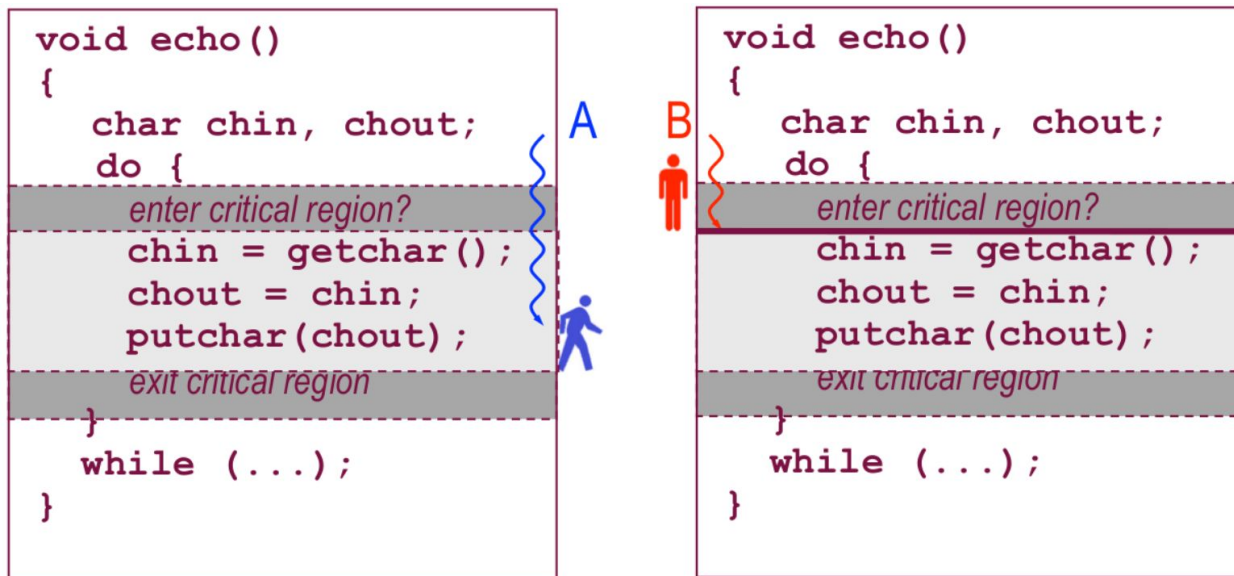 void echo()
{
char chin, chout;
do {
enter critical region?
chin = getchar();
chout = chin;
putchar(chout);
exit critical region
}
while (...);
}
A
B
void echo()
{
char chin, chout;
do {
enter critical region?
chin = getchar();
chout = chin;
putchar(chout);
exit critical region
}
while (...);
}